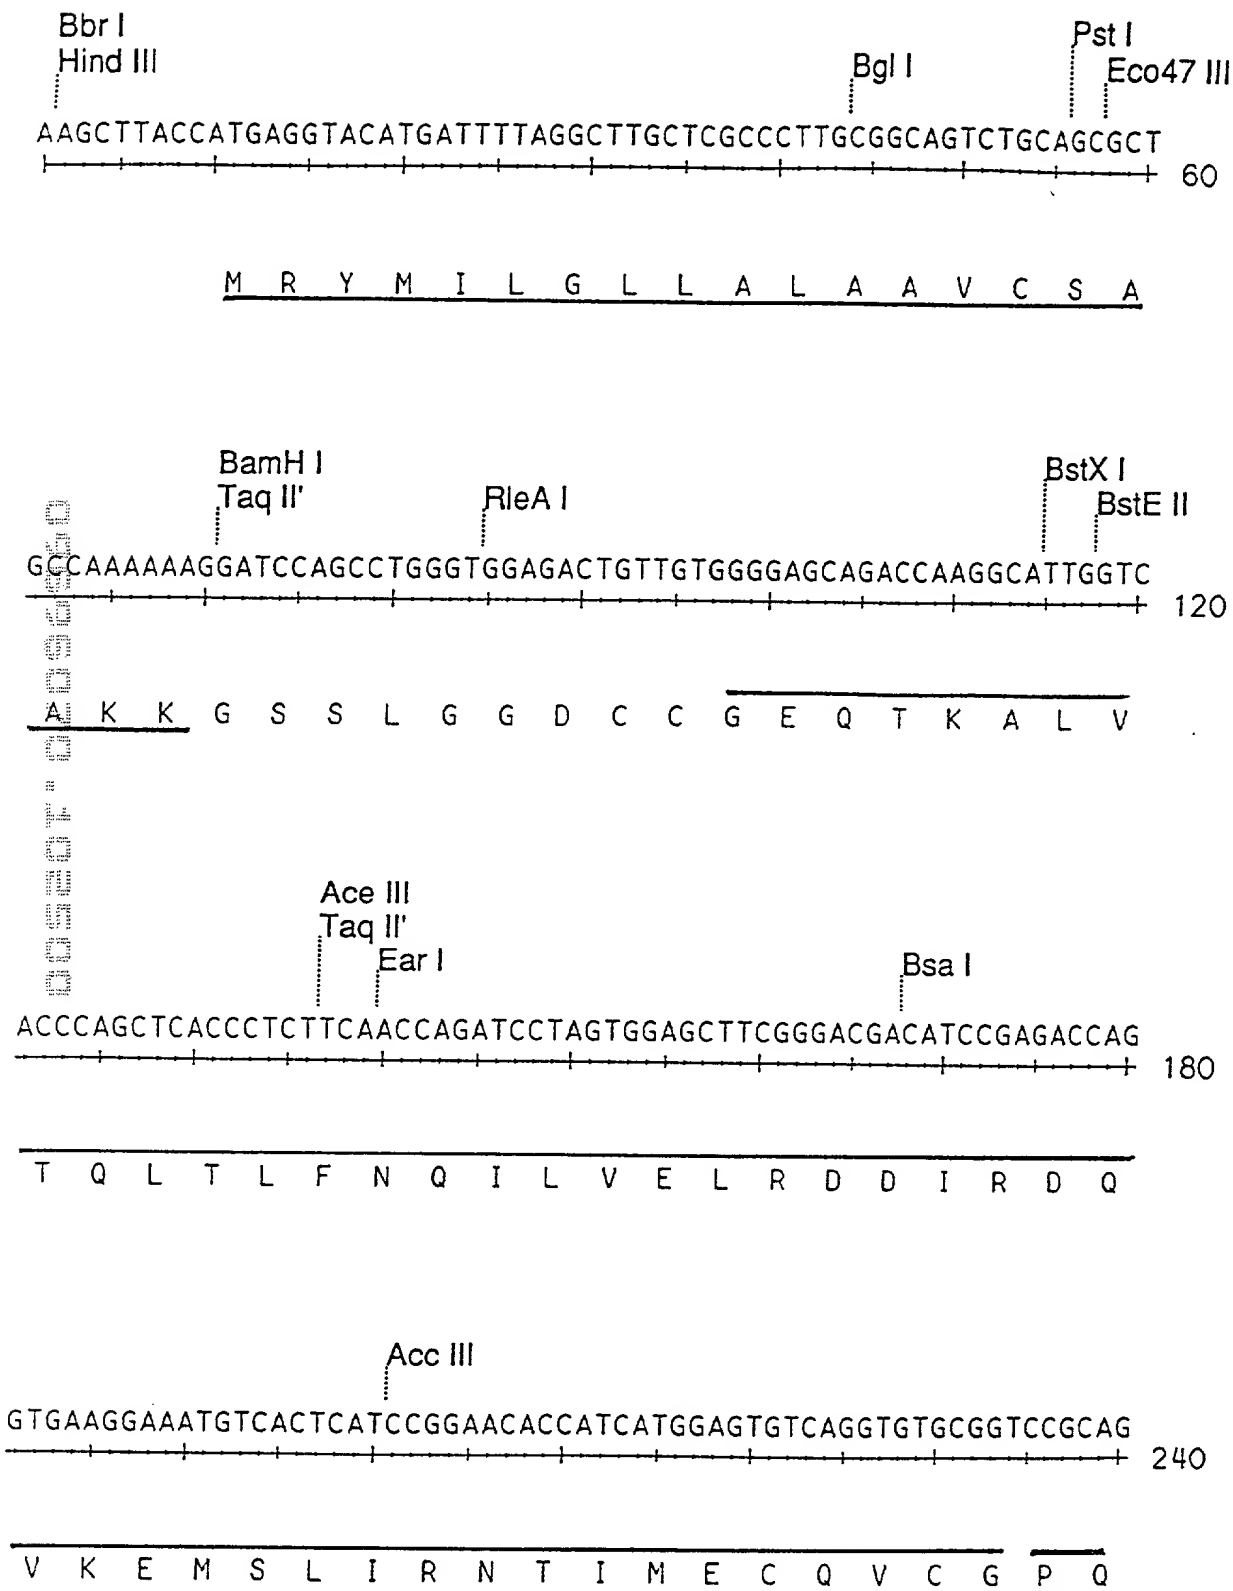 Bbr I
Hind III
Bgl I
Pst I
Eco47 III
AAGCTTACCATGAGGTACATGATTTTAGGCTTGCTCGCCCTTGCGGCAGTCTGCAGCGCT
60
M R Y M I L G L L A L A A V C S A
BamH I
Taq II'
RleA I
BstX I
BstE II
GCCAAAAAAGGATCCAGCCTGGGTGGAGACTGTTGTGGGGAGCAGACCAAGGCATTGGTC
120
A K K G S S L G G D C C G E Q T K A L V
Ace III
Taq II'
Ear I
Bsa I
ACCCAGCTCACCCTCTTCAACCAGATCCTAGTGGAGCTTCGGGACGACATCCGAGACCAG
180
T Q L T L F N Q I L V E L R D D I R D Q
Acc III
GTGAAGGAAATGTCACTCATCCGGAACACCATCATGGAGTGTCAGGTGTGCGGTCCGCAG
240
V K E M S L I R N T I M E C Q V C G P Q